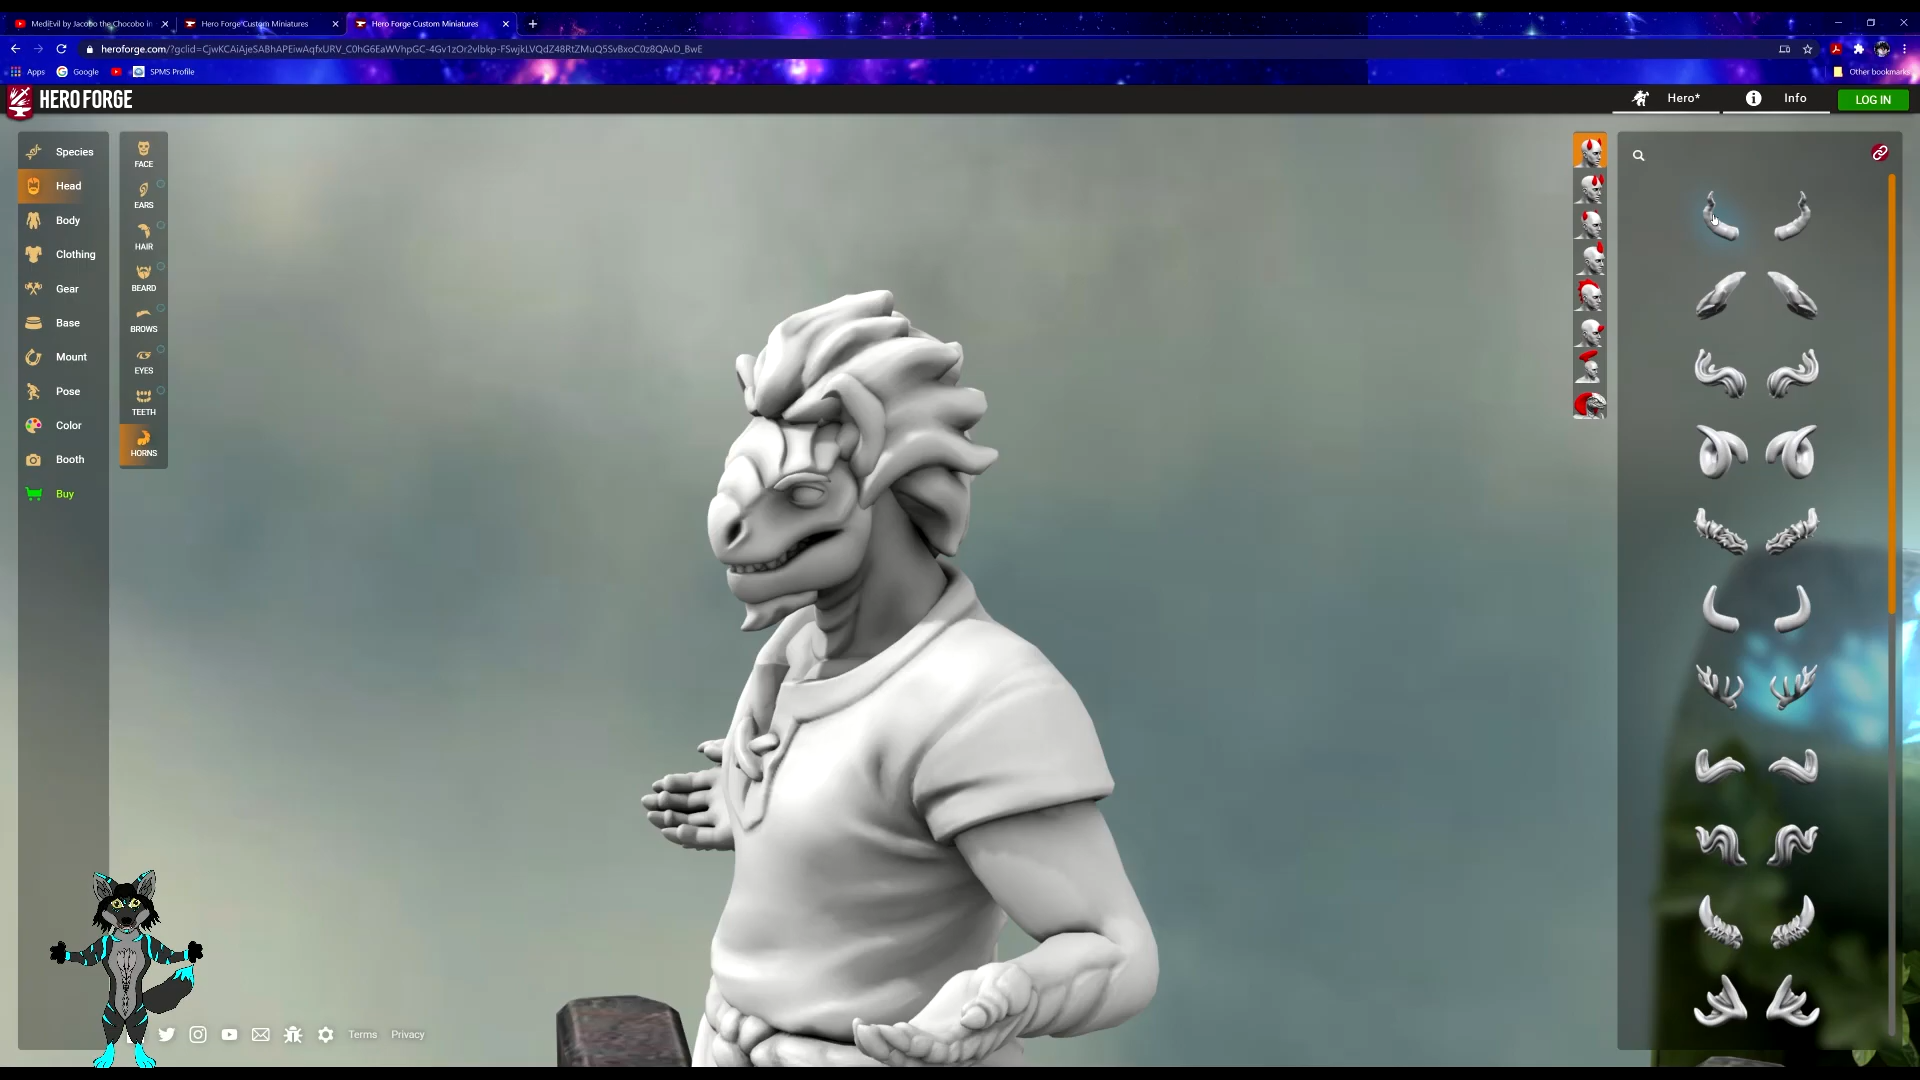 MediEvil by Jacobo the Chocobo in
Hero Forge Custom Miniatures
Hero Forge Custom Miniatures
Apps
Google
SPMS Profile
Other bookmarks
HERO FORGE
Hero*
Info
LOG IN
Species
Head
Body
Clothing
Gear
Base
Mount
Pose
Color
Booth
Buy
FACE
EARS
HAIR
BEARD
BROWS
EYES
TEETH
HORNS
Terms
Privacy